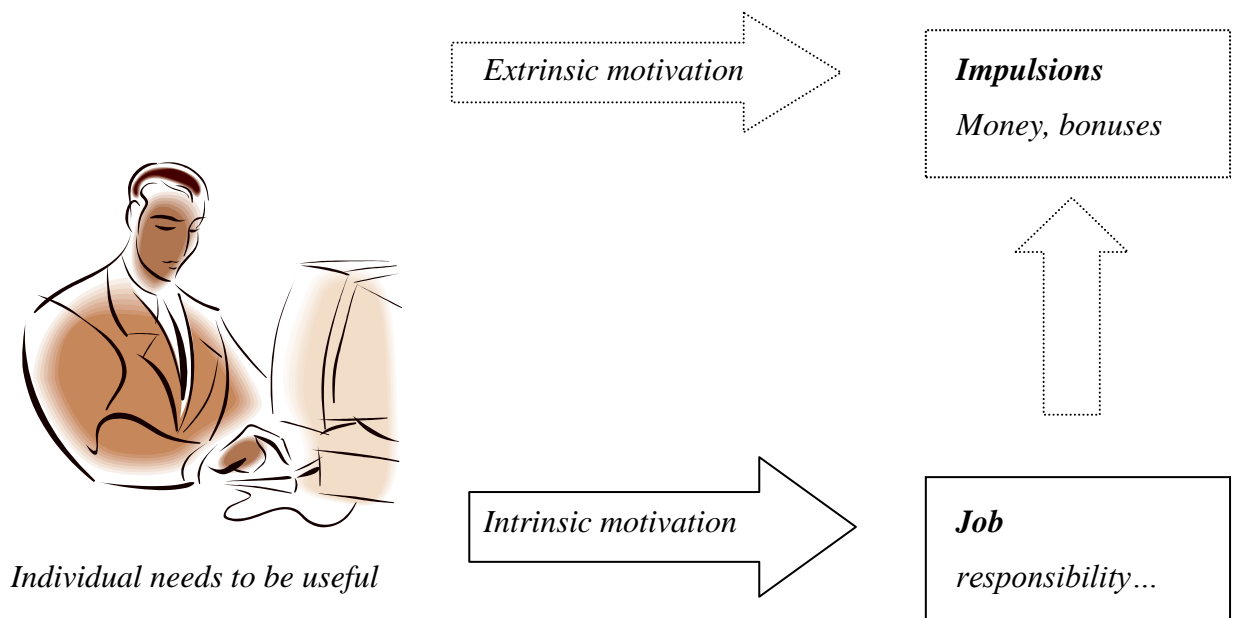 Extrinsic motivation
Impulsions
Money, bonuses
Intrinsic motivation
Job
responsibility…
Individual needs to be useful